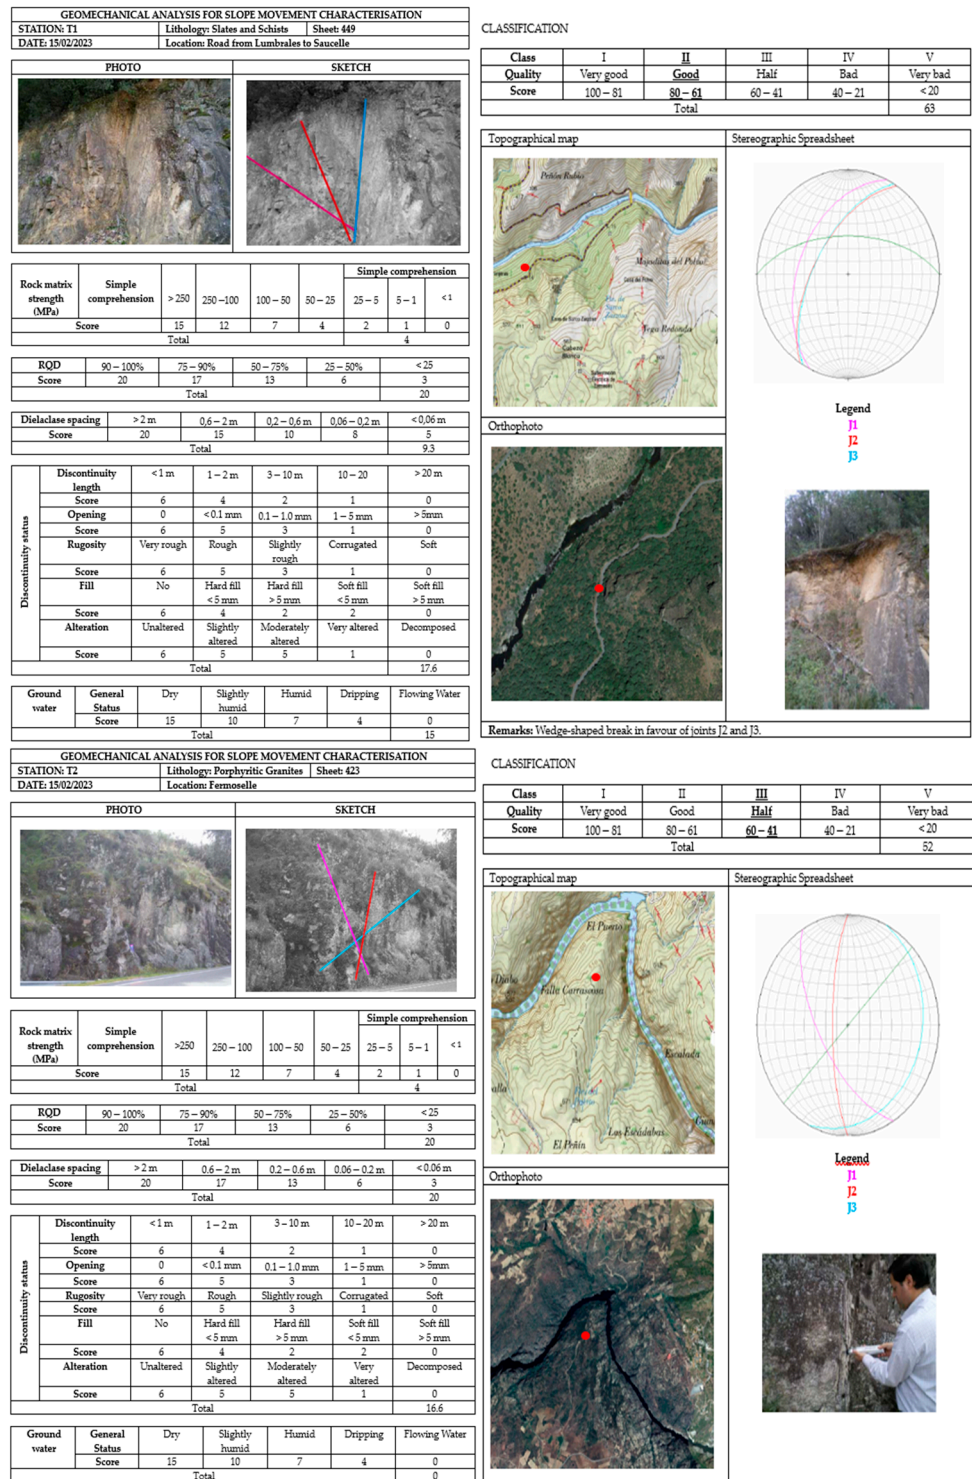 GEOMECHANICAL ANALYSIS FOR SLOPE MOVEMENT CHARACTERISATION
STATION: T1 Lithology: Slates and Schists Sheet: 449
DATE: 15/02/2023 Location: Road from Lumbrales to Saucelle
PHOTO SKETCH
Simple comprehension
Rock matrix strength (MPa) Simple comprehension > 250 250 – 100 100 – 50 50 – 25 25 – 5 5 – 1 < 1
Score 15 12 7 4 2 1 0
Total 4
RQD 90 – 100% 75 – 90% 50 – 75% 25 – 50% < 25
Score 20 17 13 6 3
Total 20
Dielaclase spacing > 2 m 0,6 – 2 m 0,2 – 0,6 m 0,06 – 0,2 m < 0,06 m
Score 20 15 10 8 5
Total 9.3
Discontinuity status
Discontinuity length < 1 m 1 – 2 m 3 – 10 m 10 – 20 > 20 m
Score 6 4 2 1 0
Opening 0 < 0.1 mm 0.1 – 1.0 mm 1 – 5 mm > 5mm
Score 6 5 3 1 0
Rugosity Very rough Rough Slightly rough Corrugated Soft
Score 6 5 3 1 0
Fill No Hard fill < 5 mm Hard fill > 5 mm Soft fill < 5 mm Soft fill > 5 mm
Score 6 4 2 2 0
Alteration Unaltered Slightly altered Moderately altered Very altered Decomposed
Score 6 5 5 1 0
Total 17.6
Ground water General Status Dry Slightly humid Humid Dripping Flowing Water
Score 15 10 7 4 0
Total 15
CLASSIFICATION
Class I II III IV V
Quality Very good Good Half Bad Very bad
Score 100 – 81 80 – 61 60 – 41 40 – 21 < 20
Total 63
Topographical map Stereographic Spreadsheet
Peñón Rubio
Majadillas del Polvo
Vega Redonda
Legend
J1
J2
J3
Orthophoto
Remarks: Wedge-shaped break in favour of joints J2 and J3.
GEOMECHANICAL ANALYSIS FOR SLOPE MOVEMENT CHARACTERISATION
STATION: T2 Lithology: Porphyritic Granites Sheet: 423
DATE: 15/02/2023 Location: Fermoselle
PHOTO SKETCH
Simple comprehension
Rock matrix strength (MPa) Simple comprehension >250 250 – 100 100 – 50 50 – 25 25 – 5 5 – 1 < 1
Score 15 12 7 4 2 1 0
Total 4
RQD 90 – 100% 75 – 90% 50 – 75% 25 – 50% < 25
Score 20 17 13 6 3
Total 20
Dielaclase spacing > 2 m 0.6 – 2 m 0.2 – 0.6 m 0.06 – 0.2 m < 0.06 m
Score 20 17 13 6 3
Total 20
Discontinuity status
Discontinuity length < 1 m 1 – 2 m 3 – 10 m 10 – 20 m > 20 m
Score 6 4 2 1 0
Opening 0 < 0.1 mm 0.1 – 1.0 mm 1 – 5 mm > 5mm
Score 6 5 3 1 0
Rugosity Very rough Rough Slightly rough Corrugated Soft
Score 6 5 3 1 0
Fill No Hard fill < 5 mm Hard fill > 5 mm Soft fill < 5 mm Soft fill > 5 mm
Score 6 4 2 2 0
Alteration Unaltered Slightly altered Moderately altered Very altered Decomposed
Score 6 5 5 1 0
Total 16.6
Ground water General Status Dry Slightly humid Humid Dripping Flowing Water
Score 15 10 7 4 0
Total 0
CLASSIFICATION
Class I II III IV V
Quality Very good Good Half Bad Very bad
Score 100 – 81 80 – 61 60 – 41 40 – 21 < 20
Total 52
Topographical map Stereographic Spreadsheet
El Puerto
Falla Carrascosa
Escalada
Las Escalabas
El Peñín
Legend
J1
J2
J3
Orthophoto